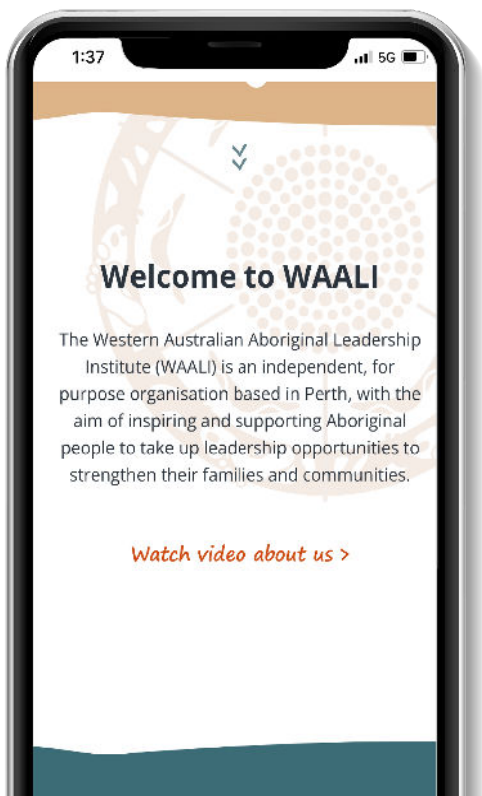 1:37 5G
Welcome to WAALI
The Western Australian Aboriginal Leadership
Institute (WAALI) is an independent, for
purpose organisation based in Perth, with the
aim of inspiring and supporting Aboriginal
people to take up leadership opportunities to
strengthen their families and communities.
Watch video about us >